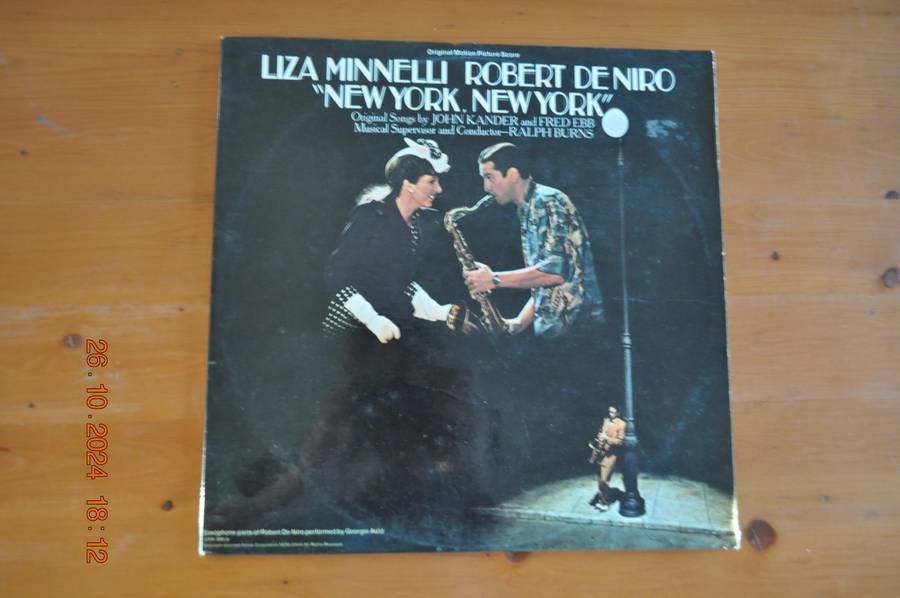 Original Motion Picture Score
LIZA MINNELLI ROBERT DE NIRO
"NEW YORK, NEW YORK"
Original Songs by JOHN KANDER and FRED EBB
Musical Supervisor and Conductor—RALPH BURNS
Saxophone parts of Robert De Niro performed by Georgie Auld
26.10.2024 18:12